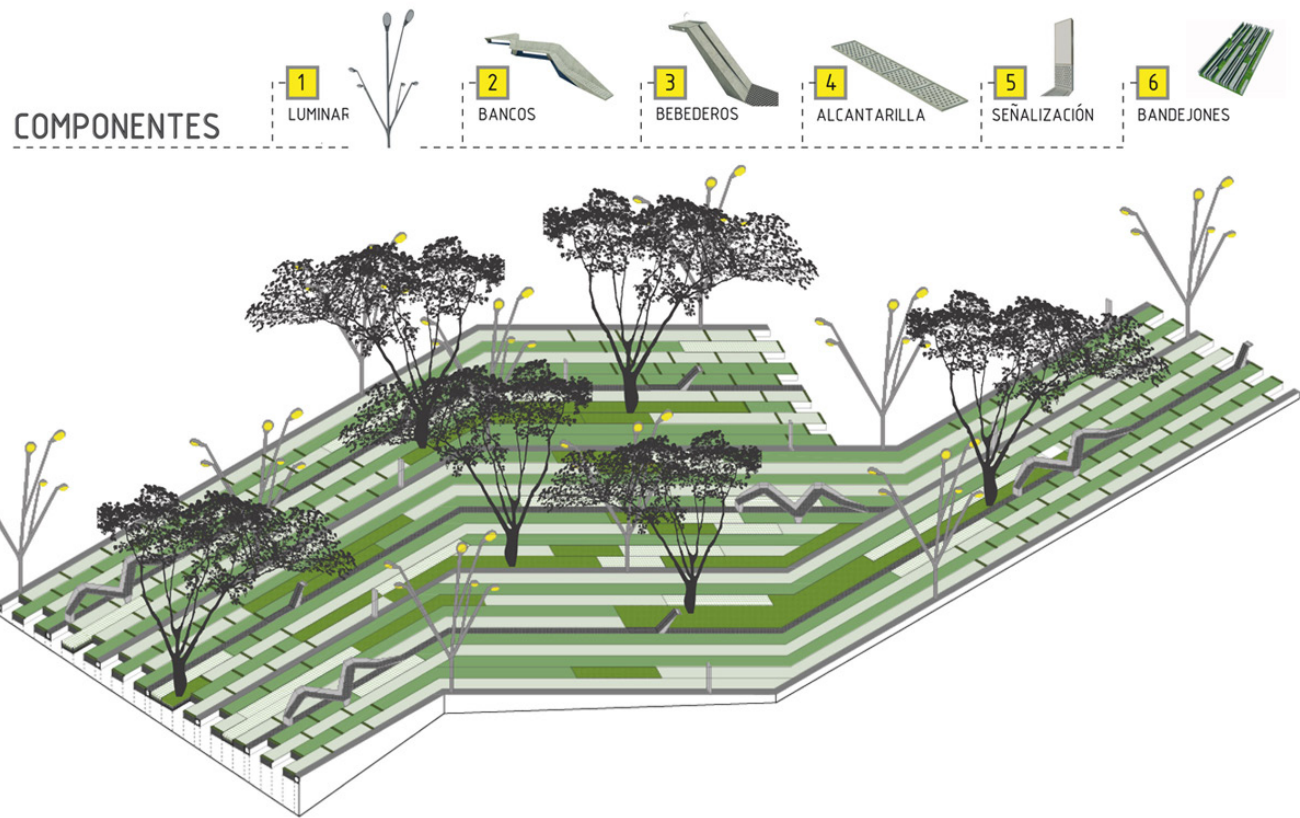 COMPONENTES
1
LUMINAR
2
BANCOS
3
BEBEDEROS
4
ALCANTARILLA
5
SEÑALIZACIÓN
6
BANDEJONES